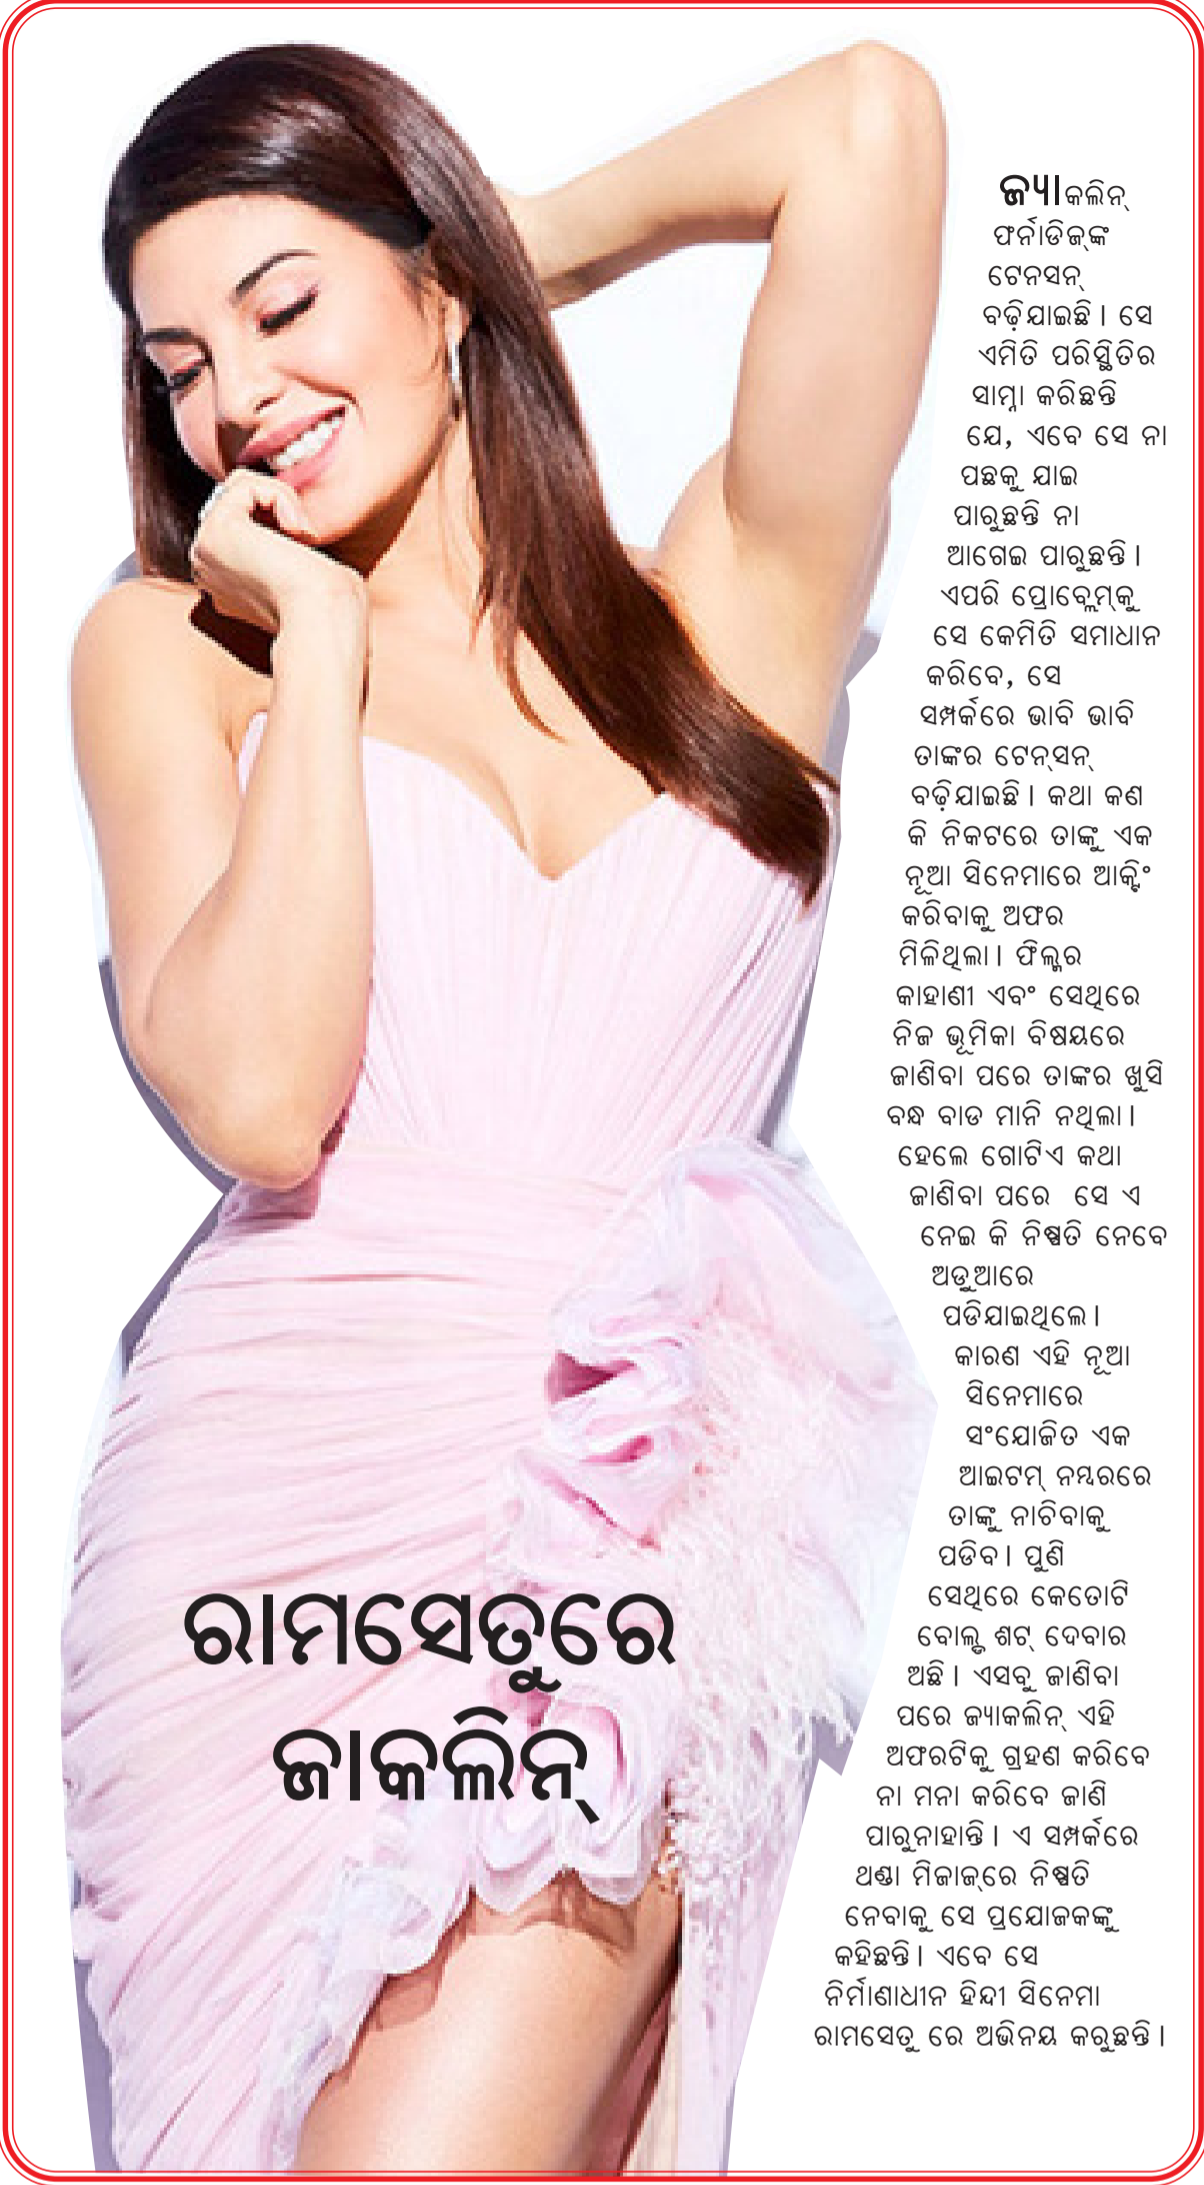 ରାମସେତୁରେ
ଜାକଲିନ୍
ଜ୍ୟାକଲିନ୍
ଫର୍ନାଡିଜ୍‌ଙ୍କ
ଟେନସନ୍
ବଢ଼ିଯାଇଛି । ସେ
ଏମିତି ପରିସ୍ଥିତିର
ସାମ୍ନା କରିଛନ୍ତି
ଯେ, ଏବେ ସେ ନା
ପଛକୁ ଯାଇ
ପାରୁଛନ୍ତି ନା
ଆଗେଇ ପାରୁଛନ୍ତି ।
ଏପରି ପ୍ରୋବ୍ଲେମ୍‌କୁ
ସେ କେମିତି ସମାଧାନ
କରିବେ, ସେ
ସମ୍ପର୍କରେ ଭାବି ଭାବି
ତାଙ୍କର ଟେନ୍‌ସନ୍
ବଢ଼ିଯାଇଛି । କଥା କଣ
କି ନିକଟରେ ତାଙ୍କୁ ଏକ
ନୂଆ ସିନେମାରେ ଆକ୍ଟିଂ
କରିବାକୁ ଅଫର
ମିଳିଥିଲା । ଫିଲ୍ମର
କାହାଣୀ ଏବଂ ସେଥିରେ
ନିଜ ଭୂମିକା ବିଷୟରେ
ଜାଣିବା ପରେ ତାଙ୍କର ଖୁସି
ବନ୍ଧ ବାଡ ମାନି ନଥିଲା ।
ହେଲେ ଗୋଟିଏ କଥା
ଜାଣିବା ପରେ ସେ ଏ
ନେଇ କି ନିଷ୍ପତି ନେବେ
ଅଡୁଆରେ
ପଡିଯାଇଥିଲେ ।
କାରଣ ଏହି ନୂଆ
ସିନେମାରେ
ସଂଯୋଜିତ ଏକ
ଆଇଟମ୍ ନମ୍ବରରେ
ତାଙ୍କୁ ନାଚିବାକୁ
ପଡିବ । ପୁଣି
ସେଥିରେ କେତୋଟି
ବୋଲ୍ଡ ଶଟ୍ ଦେବାର
ଅଛି । ଏସବୁ ଜାଣିବା
ପରେ ଜ୍ୟାକଲିନ୍ ଏହି
ଅଫରଟିକୁ ଗ୍ରହଣ କରିବେ
ନା ମନା କରିବେ ଜାଣି
ପାରୁନାହାନ୍ତି । ଏ ସମ୍ପର୍କରେ
ଥଣ୍ଡା ମିଜାଜ୍‌ରେ ନିଷ୍ପତି
ନେବାକୁ ସେ ପ୍ରଯୋଜକଙ୍କୁ
କହିଛନ୍ତି । ଏବେ ସେ
ନିର୍ମାଣାଧୀନ ହିନ୍ଦୀ ସିନେମା
ରାମସେତୁ ରେ ଅଭିନୟ କରୁଛନ୍ତି ।